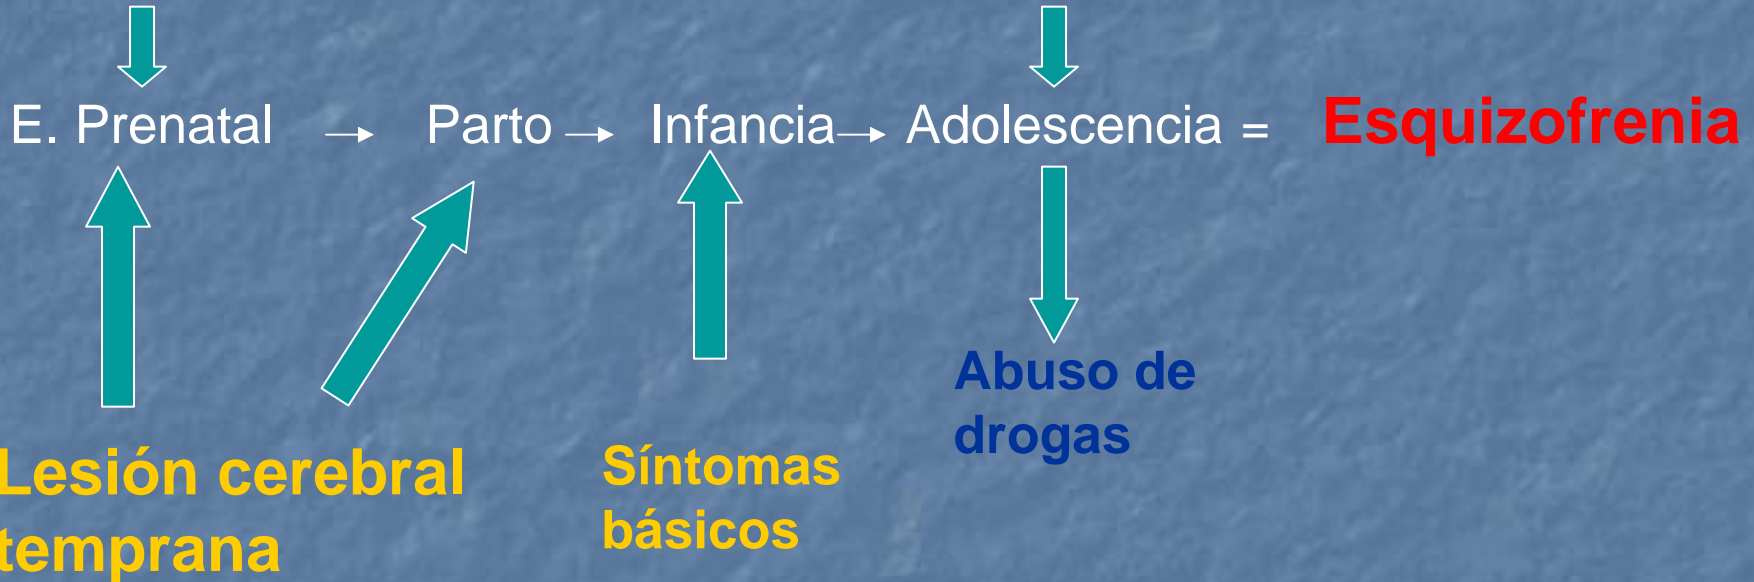 E. Prenatal → Parto → Infancia → Adolescencia = Esquizofrenia
Abuso de
drogas
Lesión cerebral
temprana
Síntomas
básicos